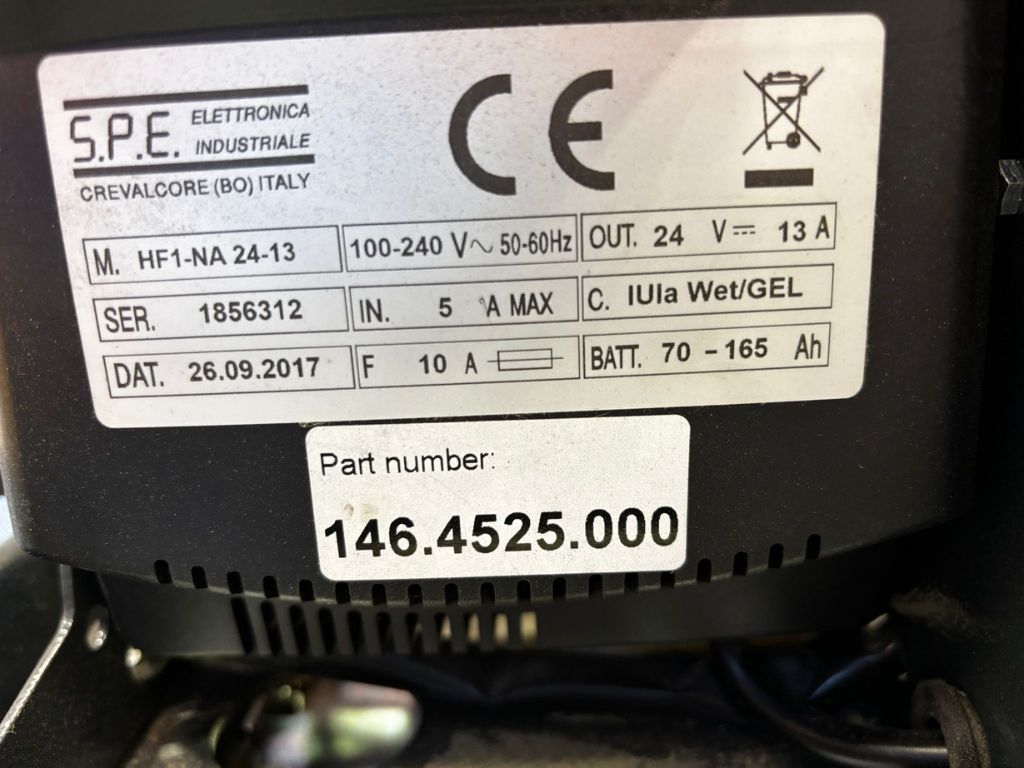 S.P.E. ELETTRONICA
INDUSTRIALE
CREVALCORE (BO) ITALY
CE
M. HF1-NA 24-13 100-240 V~ 50-60Hz OUT. 24 V⎓ 13 A
SER. 1856312 IN. 5 A MAX C. IUIa Wet/GEL
DAT. 26.09.2017 F 10 A BATT. 70 - 165 Ah
Part number:
146.4525.000